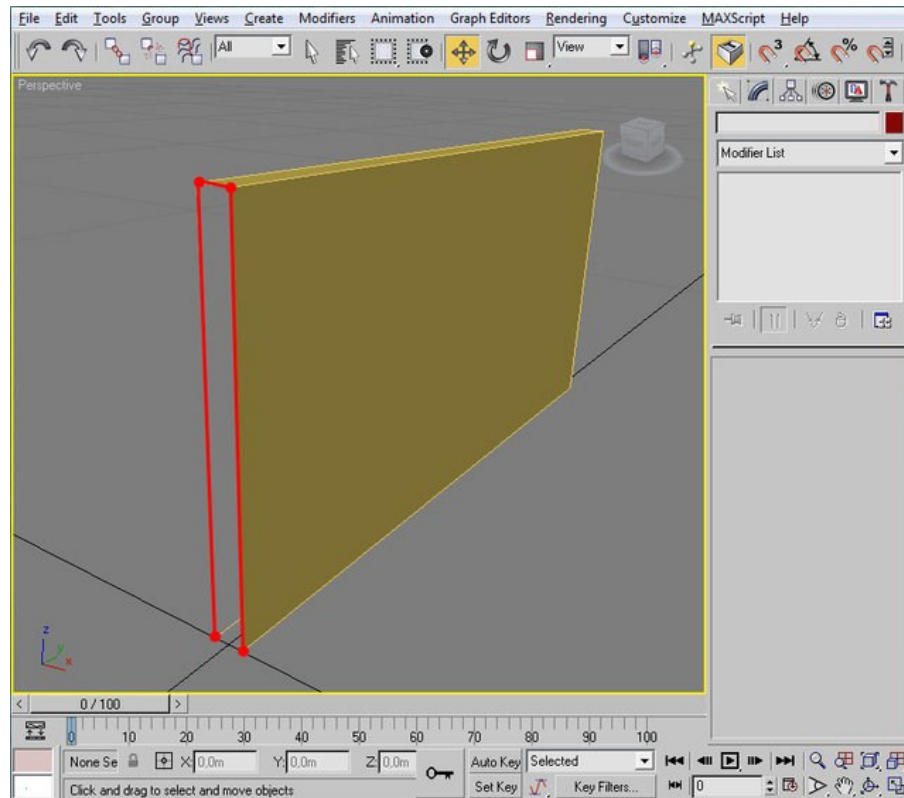 File Edit Tools Group Views Create Modifiers Animation Graph Editors Rendering Customize MAXScript Help
All View 3 %
Perspective
Modifier List
z
y
x
< 0 / 100 >
0 10 20 30 40 50 60 70 80 90 100
None Se X: 0,0m Y: 0,0m Z: 0,0m Auto Key Selected
Click and drag to select and move objects Set Key Key Filters... 0